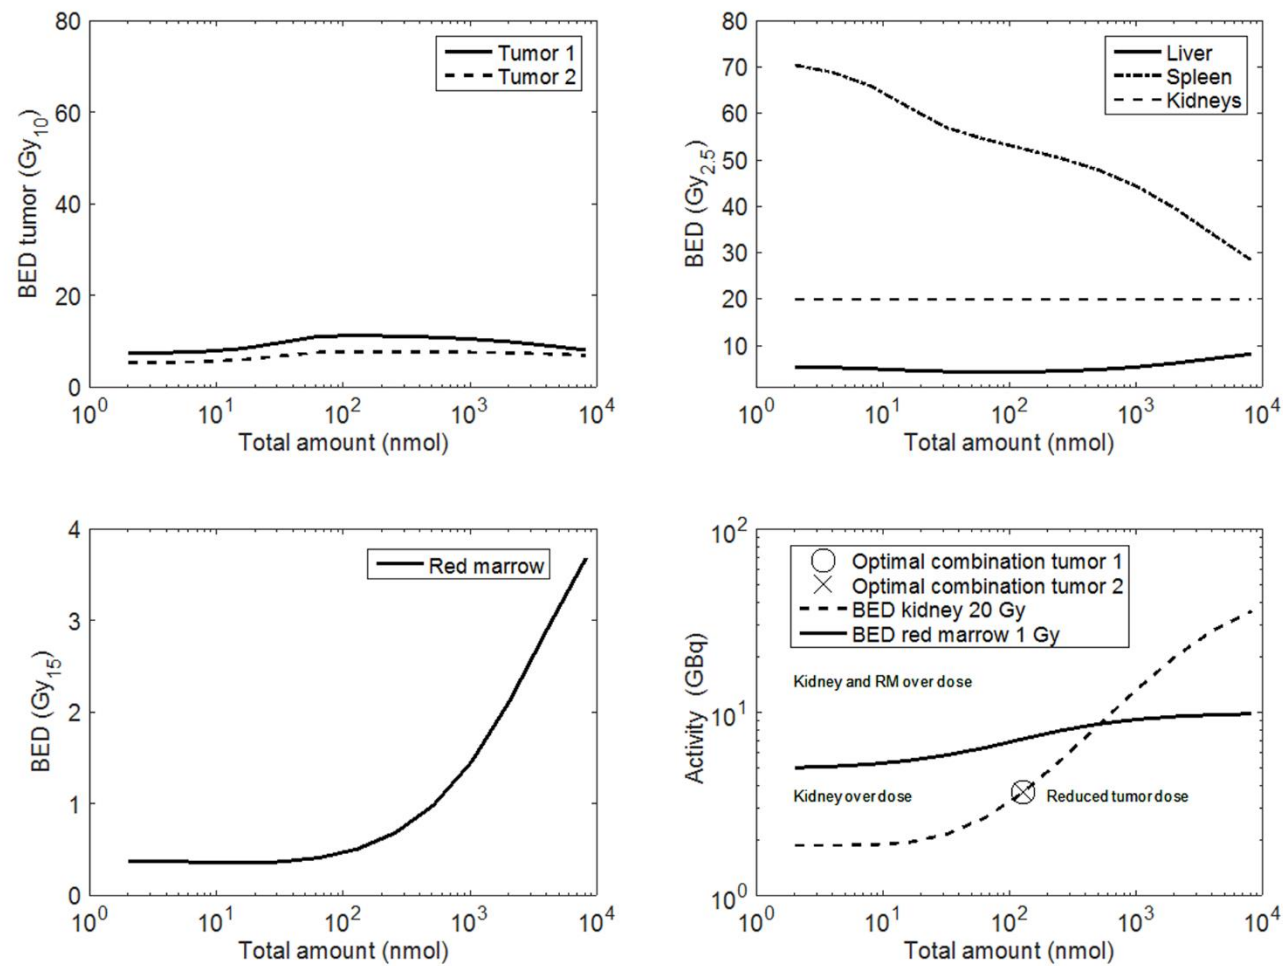 80
60
40
20
0
BED tumor (Gy10)
Tumor 1
Tumor 2
10^0 10^1 10^2 10^3 10^4
Total amount (nmol)
80
70
60
50
40
30
20
10
BED (Gy2.5)
Liver
Spleen
Kidneys
10^0 10^1 10^2 10^3 10^4
Total amount (nmol)
4
3
2
1
0
BED (Gy15)
Red marrow
10^0 10^1 10^2 10^3 10^4
Total amount (nmol)
10^2
10^1
10^0
Activity (GBq)
Optimal combination tumor 1
Optimal combination tumor 2
BED kidney 20 Gy
BED red marrow 1 Gy
Kidney and RM over dose
Kidney over dose
Reduced tumor dose
10^0 10^1 10^2 10^3 10^4
Total amount (nmol)